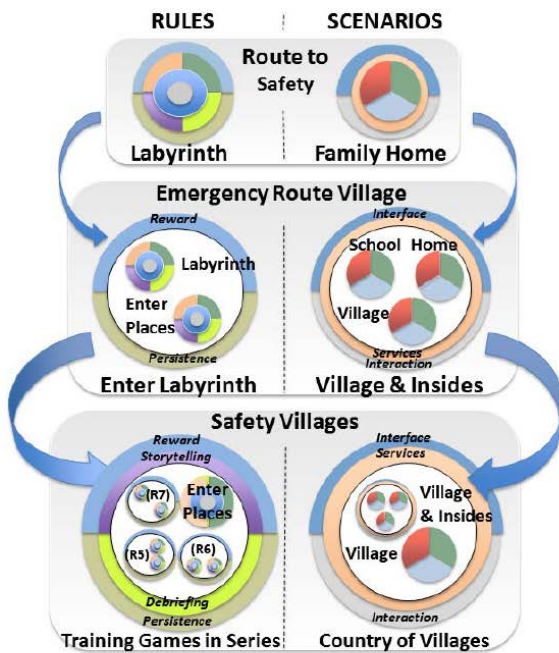 RULES
SCENARIOS
Route to
Safety
Labyrinth
Family Home
Emergency Route Village
Reward
Labyrinth
Enter
Places
Persistence
Enter Labyrinth
Interface
School
Home
Village
Services
Interaction
Village & Insides
Safety Villages
Reward
Storytelling
(R7)
Enter
Places
(R5)
(R6)
Debriefing
Persistence
Training Games in Series
Interface
Services
Village
& Insides
Village
Interaction
Country of Villages